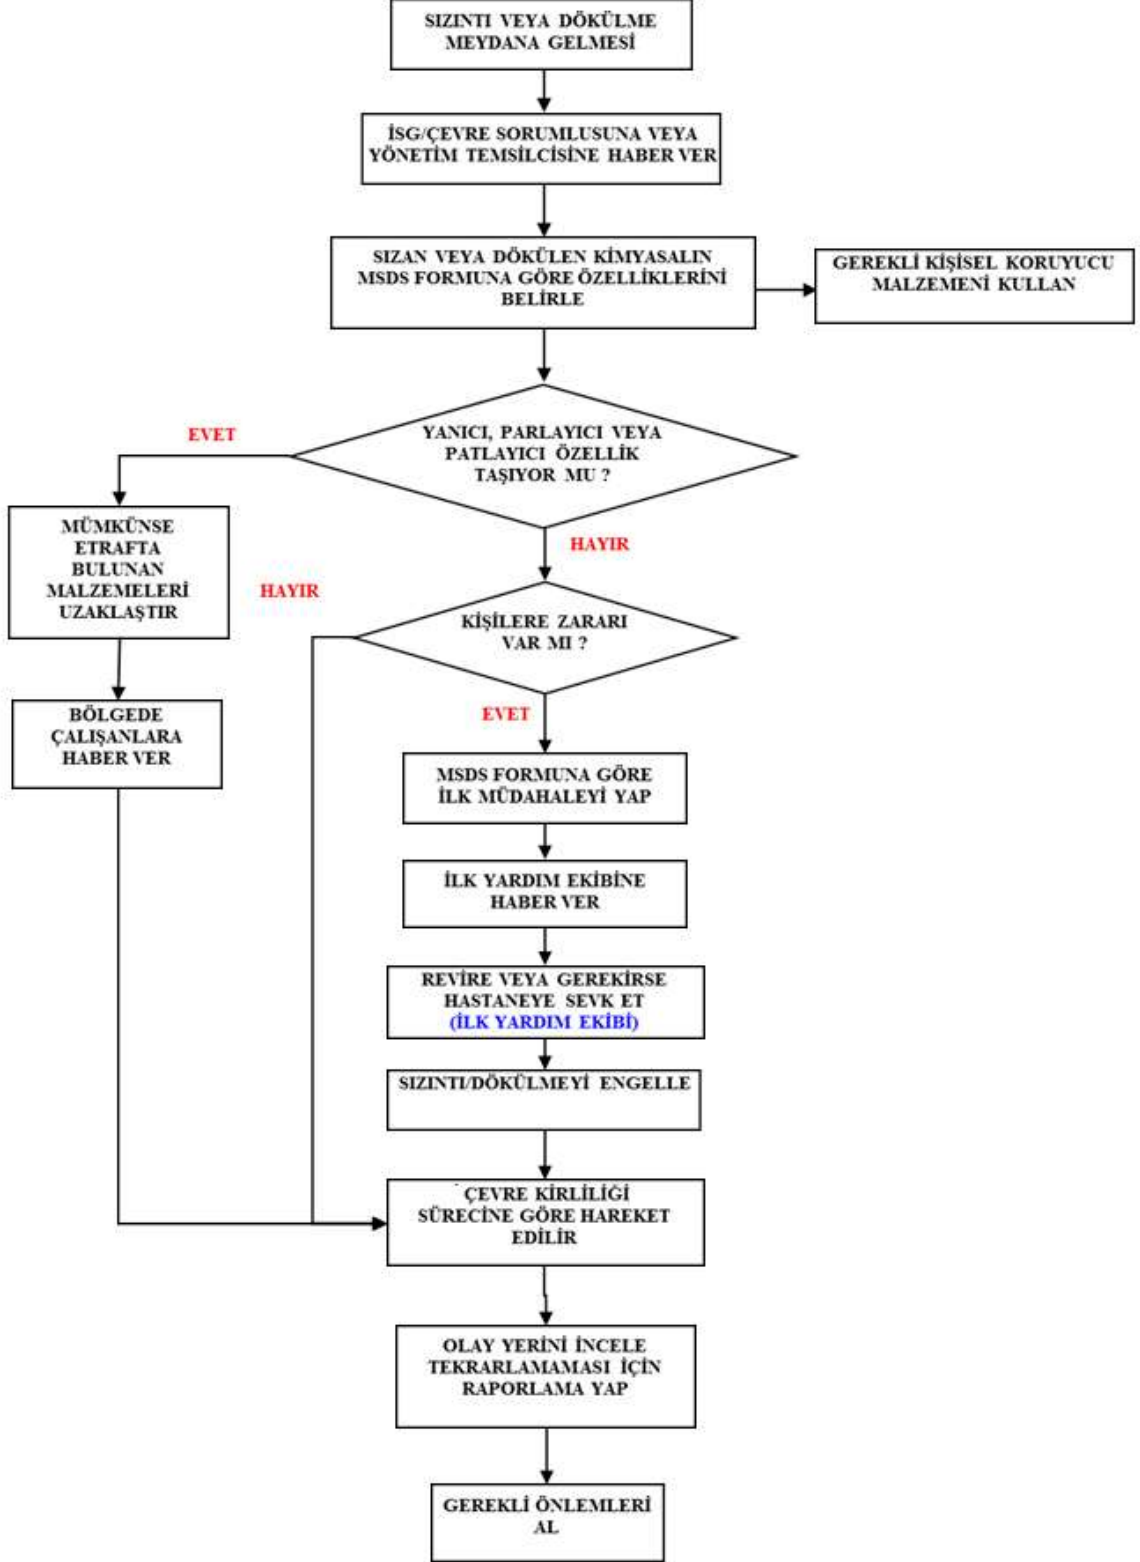 SIZINTI VEYA DÖKÜLME
MEYDANA GELMESİ
İSG/ÇEVRE SORUMLUSUNA VEYA
YÖNETİM TEMSİLCİSİNE HABER VER
SIZAN VEYA DÖKÜLEN KİMYASALIN
MSDS FORMUNA GÖRE ÖZELLİKLERİNİ
BELİRLE
GEREKLİ KİŞİSEL KORUYUCU
MALZEMENİ KULLAN
YANICI, PARLAYICI VEYA
PATLAYICI ÖZELLİK
TAŞIYOR MU ?
EVET
MÜMKÜNSE
ETRAFTA
BULUNAN
MALZEMELERİ
UZAKLAŞTIR
BÖLGEDE
ÇALIŞANLARA
HABER VER
HAYIR
HAYIR
KİŞİLERE ZARARI
VAR MI ?
EVET
MSDS FORMUNA GÖRE
İLK MÜDAHALEYİ YAP
İLK YARDIM EKİBİNE
HABER VER
REVİRE VEYA GEREKİRSE
HASTANEYE SEVK ET
(İLK YARDIM EKİBİ)
SIZINTI/DÖKÜLMEYİ ENGELLE
ÇEVRE KİRLİLİĞİ
SÜRECİNE GÖRE HAREKET
EDİLİR
OLAY YERİNİ İNCELE
TEKRARLAMAMASI İÇİN
RAPORLAMA YAP
GEREKLİ ÖNLEMLERİ
AL